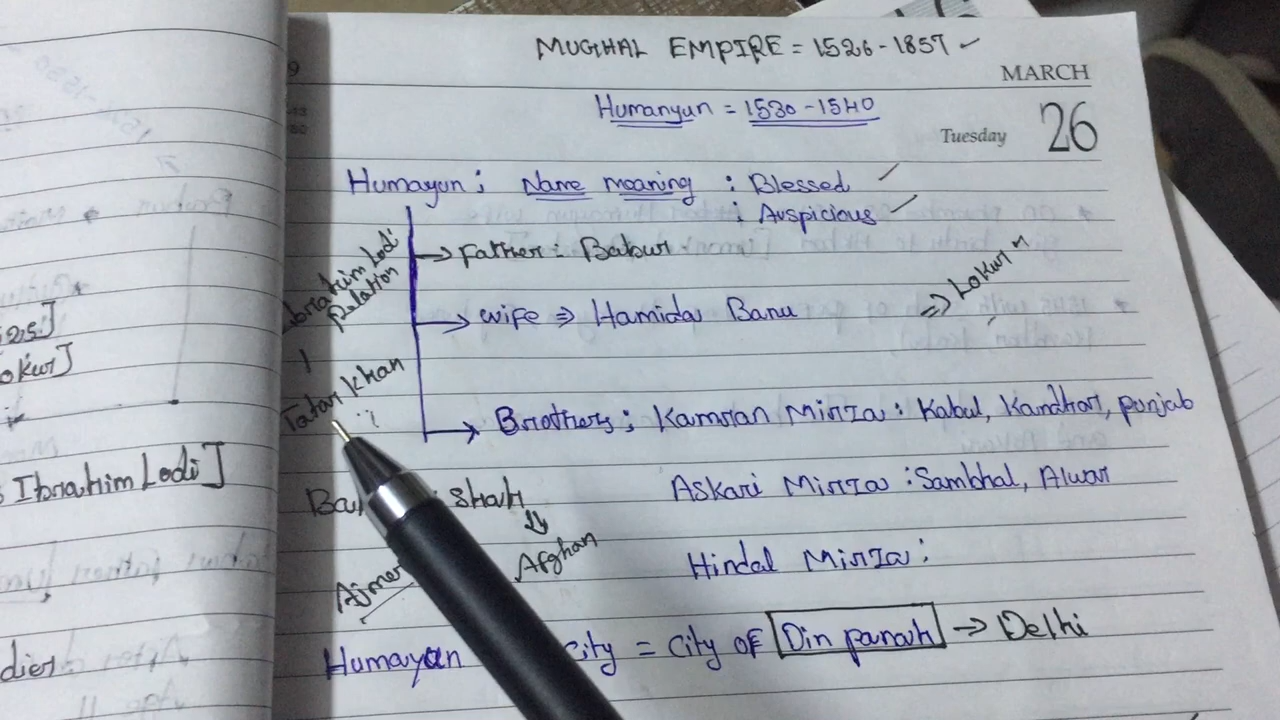 MUGHAL EMPIRE = 1526-1857 ✓
MARCH
Tuesday 26
Humanyun = 1530-1540
Humayun ; Name meaning : Blessed
: Auspicious
→ Father : Babur
Ibrahim Lodi
Relation
→ wife ⇒ Hamida Banu
Tatar Khan
→ Brothers ; Kamran Mirza : Kabul, Kandhar, punjab
Shah
Askari Mirza : Sambhal, Alwar
Afghan
Hindal Mirza :
Ajmer
Humayun
City = City of Din panah → Delhi
Ibrahim Lodi]